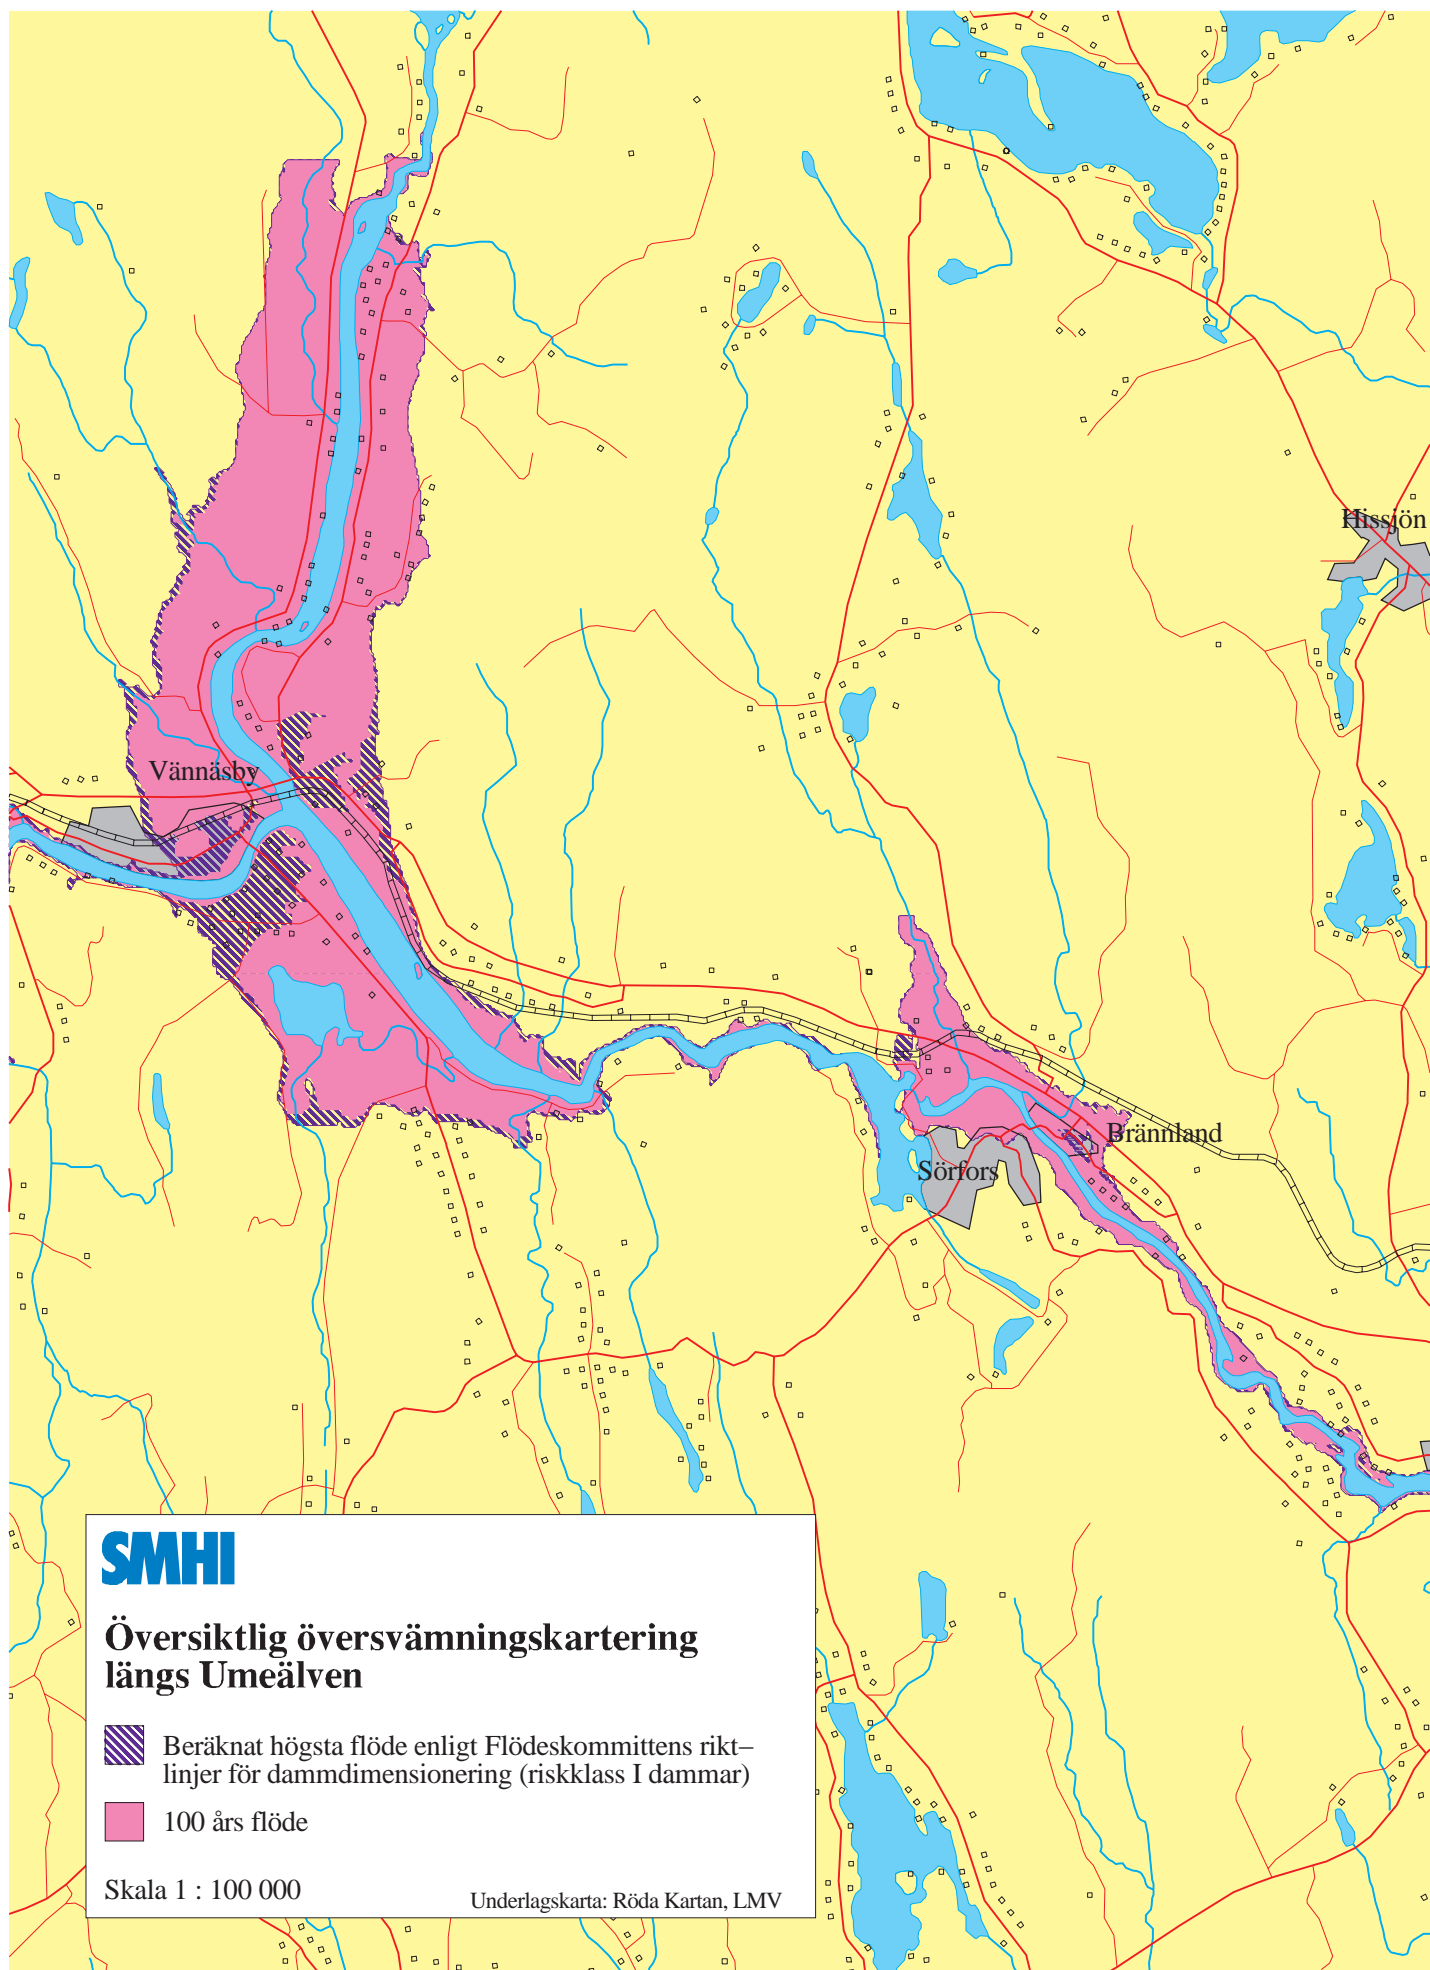 Hissjön
Vännäsby
Brännland
Sörfors
SMHI
Översiktlig översvämningskartering
längs Umeälven
Beräknat högsta flöde enligt Flödeskommittens rikt–
linjer för dammdimensionering (riskklass I dammar)
100 års flöde
Skala 1 : 100 000
Underlagskarta: Röda Kartan, LMV